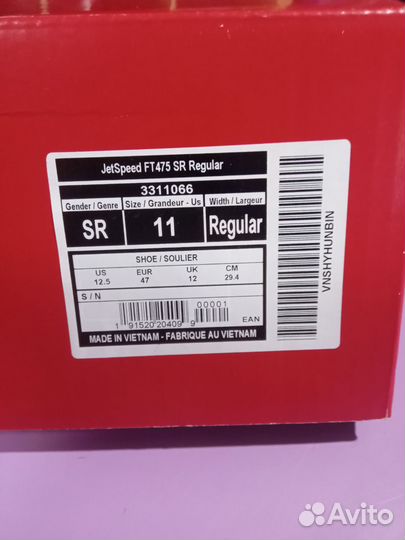 JetSpeed FT475 SR Regular
3311066
Gender / Genre Size / Grandeur - Us Width / Largeur
SR 11 Regular
SHOE / SOULIER
US EUR UK CM
12.5 47 12 29.4
S / N
00001
1 91520 20409 9
EAN
MADE IN VIETNAM - FABRIQUE AU VIETNAM
VNSHYHUNBIN
Avito